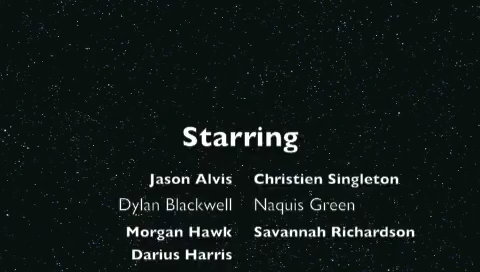 Starring
Jason Alvis Christien Singleton
Dylan Blackwell Naquis Green
Morgan Hawk Savannah Richardson
Darius Harris